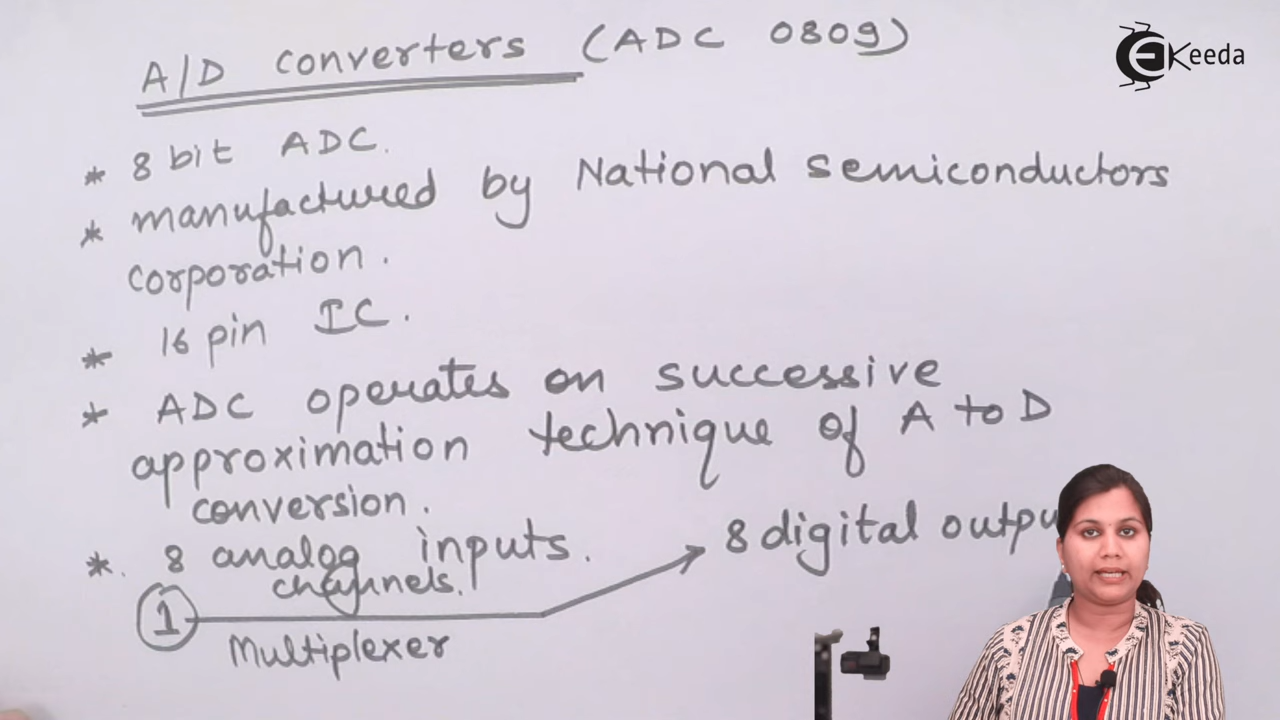 A/D converters (ADC 0809)
EKeeda
* 8 bit ADC.
* manufactured by National semiconductors
corporation.
* 16 pin IC.
* ADC operates on successive
approximation technique of A to D
conversion.
*. 8 analog inputs.
channels.
8 digital outpu
1
Multiplexer